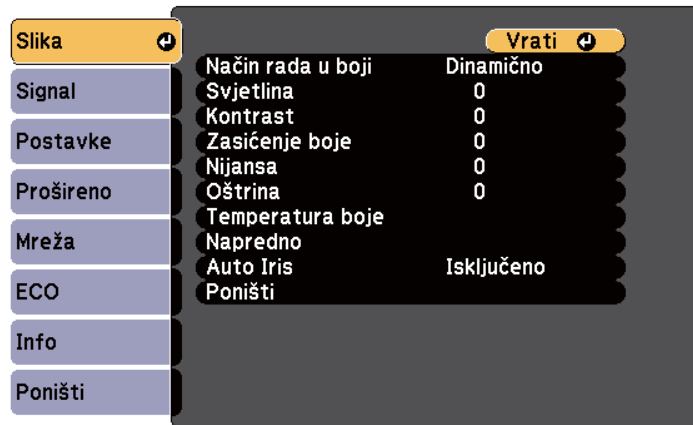 Slika
Signal
Postavke
Prošireno
Mreža
ECO
Info
Poništi
Vrati
Način rada u boji Dinamično
Svjetlina 0
Kontrast 0
Zasićenje boje 0
Nijansa 0
Oštrina 0
Temperatura boje
Napredno
Auto Iris Isključeno
Poništi